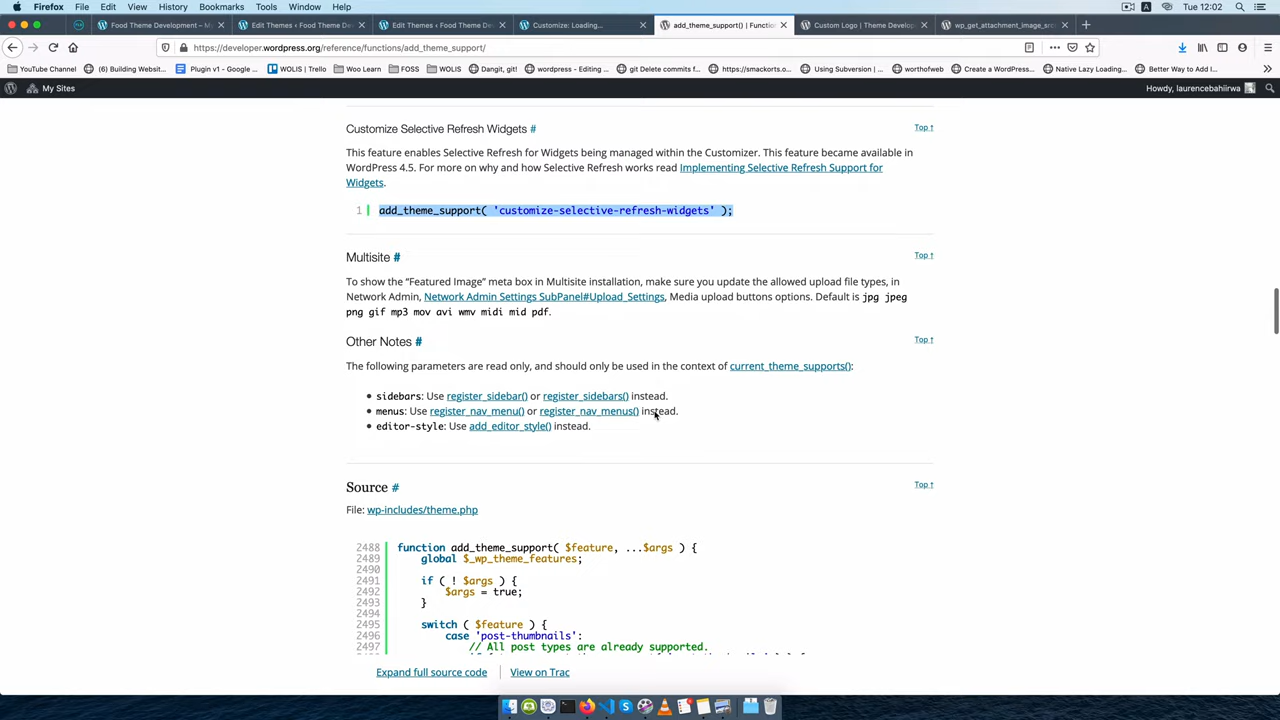 Firefox File Edit View History Bookmarks Tools Window Help A Tue 12:02
Food Theme Development – M Edit Themes ‹ Food Theme Develo Edit Themes ‹ Food Theme Develo Customize: Loading... add_theme_support() | Functio Custom Logo | Theme Develop wp_get_attachment_image_src
https://developer.wordpress.org/reference/functions/add_theme_support/
YouTube Channel (6) Building Websit... Plugin v1 - Google ... WOLIS | Trello Woo Learn FOSS WOLIS Dangit, git! wordpress - Editing ... git Delete commits f... https://smackorts.o... Using Subversion | ... worthofweb Create a WordPress... Native Lazy Loading... Better Way to Add I...
My Sites Howdy, laurencebahiirwa
Customize Selective Refresh Widgets # Top ↑
This feature enables Selective Refresh for Widgets being managed within the Customizer. This feature became available in
WordPress 4.5. For more on why and how Selective Refresh works read Implementing Selective Refresh Support for
Widgets.
1 add_theme_support( 'customize-selective-refresh-widgets' );
Multisite # Top ↑
To show the “Featured Image” meta box in Multisite installation, make sure you update the allowed upload file types, in
Network Admin, Network Admin Settings SubPanel#Upload_Settings, Media upload buttons options. Default is jpg jpeg
png gif mp3 mov avi wmv midi mid pdf.
Other Notes # Top ↑
The following parameters are read only, and should only be used in the context of current_theme_supports():
• sidebars: Use register_sidebar() or register_sidebars() instead.
• menus: Use register_nav_menu() or register_nav_menus() instead.
• editor-style: Use add_editor_style() instead.
Source # Top ↑
File: wp-includes/theme.php
2488 function add_theme_support( $feature, ...$args ) {
2489 global $_wp_theme_features;
2490
2491 if ( ! $args ) {
2492 $args = true;
2493 }
2494
2495 switch ( $feature ) {
2496 case 'post-thumbnails':
2497 // All post types are already supported.
Expand full source code View on Trac